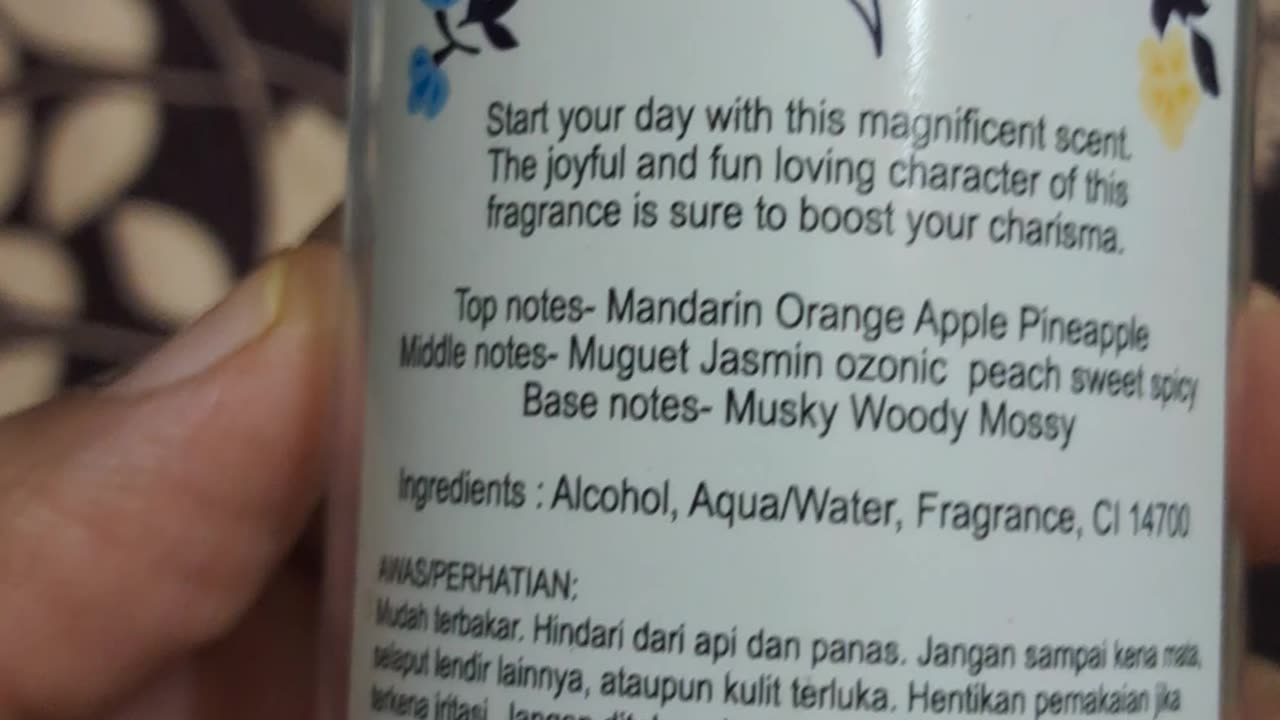 Start your day with this magnificent scent.
The joyful and fun loving character of this
fragrance is sure to boost your charisma.
Top notes- Mandarin Orange Apple Pineapple
Middle notes- Muguet Jasmin ozonic peach sweet spicy
Base notes- Musky Woody Mossy
Ingredients : Alcohol, Aqua/Water, Fragrance, CI 14700
AWAS/PERHATIAN:
Mudah terbakar. Hindari dari api dan panas. Jangan sampai kena mata,
selaput lendir lainnya, ataupun kulit terluka. Hentikan pemakaian jika
terkena iritasi. Jangan